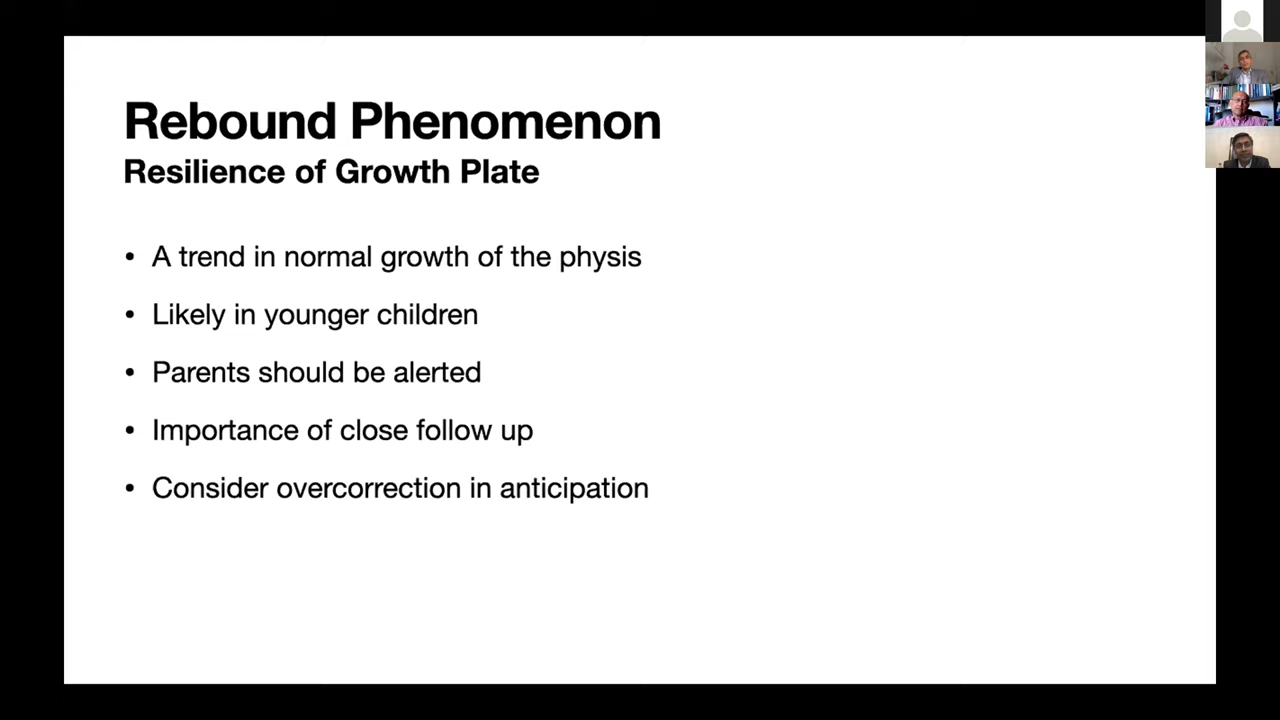 Rebound Phenomenon
Resilience of Growth Plate
• A trend in normal growth of the physis
• Likely in younger children
• Parents should be alerted
• Importance of close follow up
• Consider overcorrection in anticipation